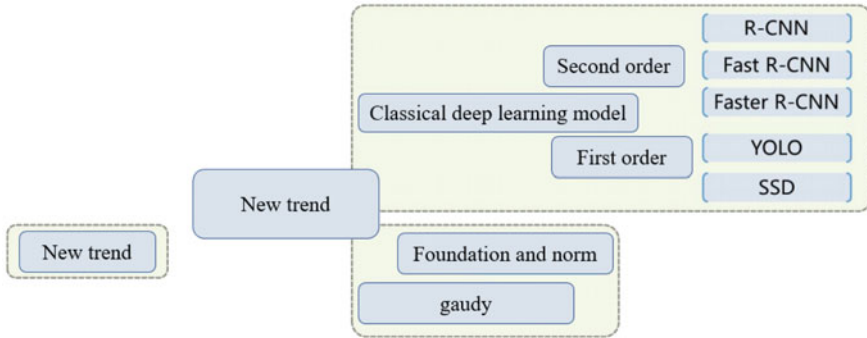 R-CNN
Second order
Fast R-CNN
Faster R-CNN
Classical deep learning model
First order
YOLO
SSD
New trend
New trend
Foundation and norm
gaudy